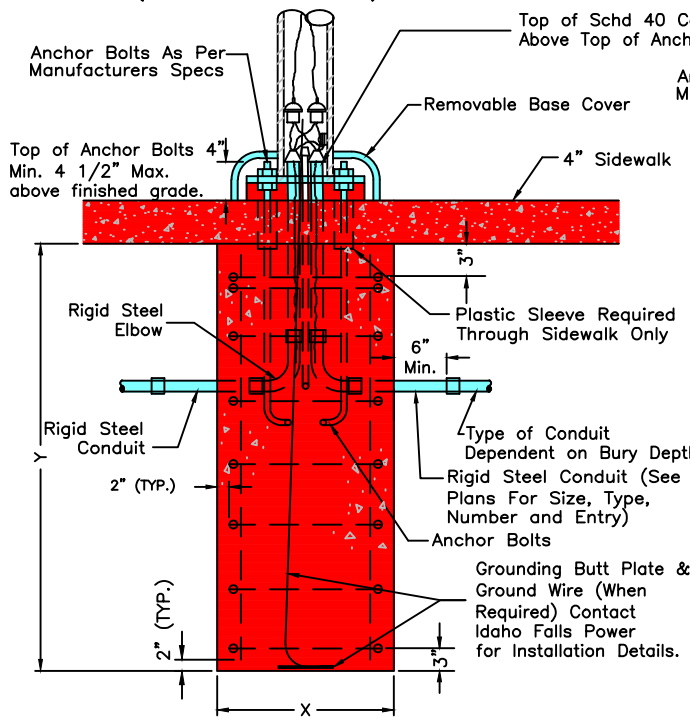 Top of Schd 40
Above Top of
Anchor Bolts As Per
Manufacturers Specs
Removable Base Cover
Top of Anchor Bolts 4"
Min. 4 1/2" Max.
above finished grade.
4" Sidewalk
3"
Rigid Steel
Elbow
Plastic Sleeve Required
Through Sidewalk Only
6"
Min.
Rigid Steel
Conduit
Type of Conduit
Dependent on Bury Depth
Y
2" (TYP.)
Rigid Steel Conduit (See
Plans For Size, Type,
Number and Entry)
Anchor Bolts
Grounding Butt Plate &
Ground Wire (When
Required) Contact
Idaho Falls Power
for Installation Details.
2" (TYP.)
3"
X